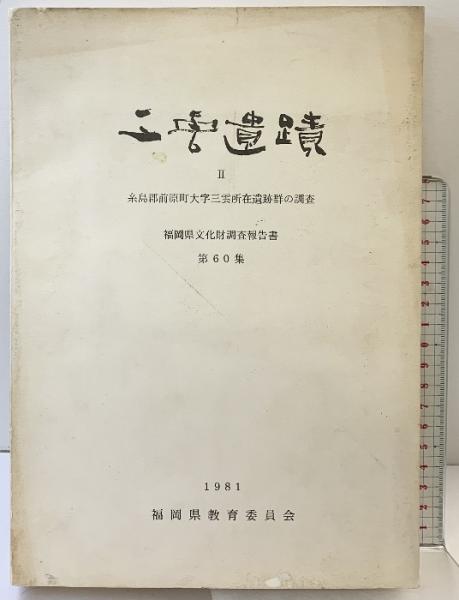 三雲遺蹟
II
糸島郡前原町大字三雲所在遺跡群の調査
福岡県文化財調査報告書
第60集
1981
福岡県教育委員会